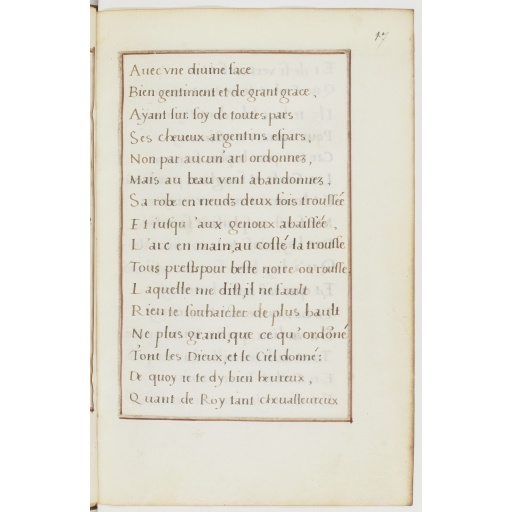 17
Auec vne diuine face
Bien gentiment et de grant grace,
Ayant sur soy de toutes pars
Ses cheueux argentins espars,
Non par aucun' art ordonnez,
Mais au beau vent abandonnez,
Sa robe en neudz deux fois troussée
Et iusqu'aux genoux abaissée,
L'arc en main, au costé la trousse
Tous prestz pour beste noire ou rousse.
Laquelle me dist, il ne fault
Rien te souhaicter de plus hault
Ne plus grand, que ce qu'ordōné
T'ont les Dieux, et le Ciel donné:
De quoy ie te dy bien heureux,
Quant de Roy tant cheualleureux